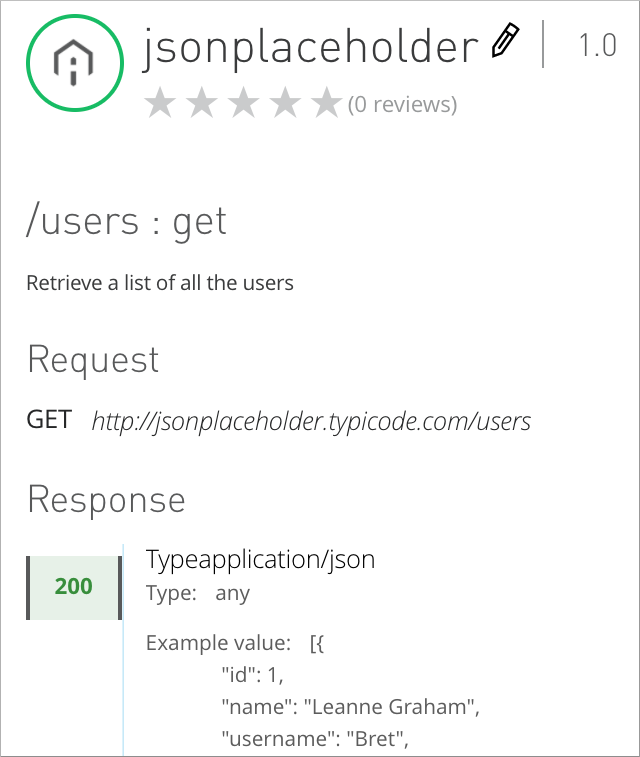 jsonplaceholder 1.0
(0 reviews)
/users : get
Retrieve a list of all the users
Request
GET http://jsonplaceholder.typicode.com/users
Response
200 Typeapplication/json
Type: any
Example value: [{
"id": 1,
"name": "Leanne Graham",
"username": "Bret",